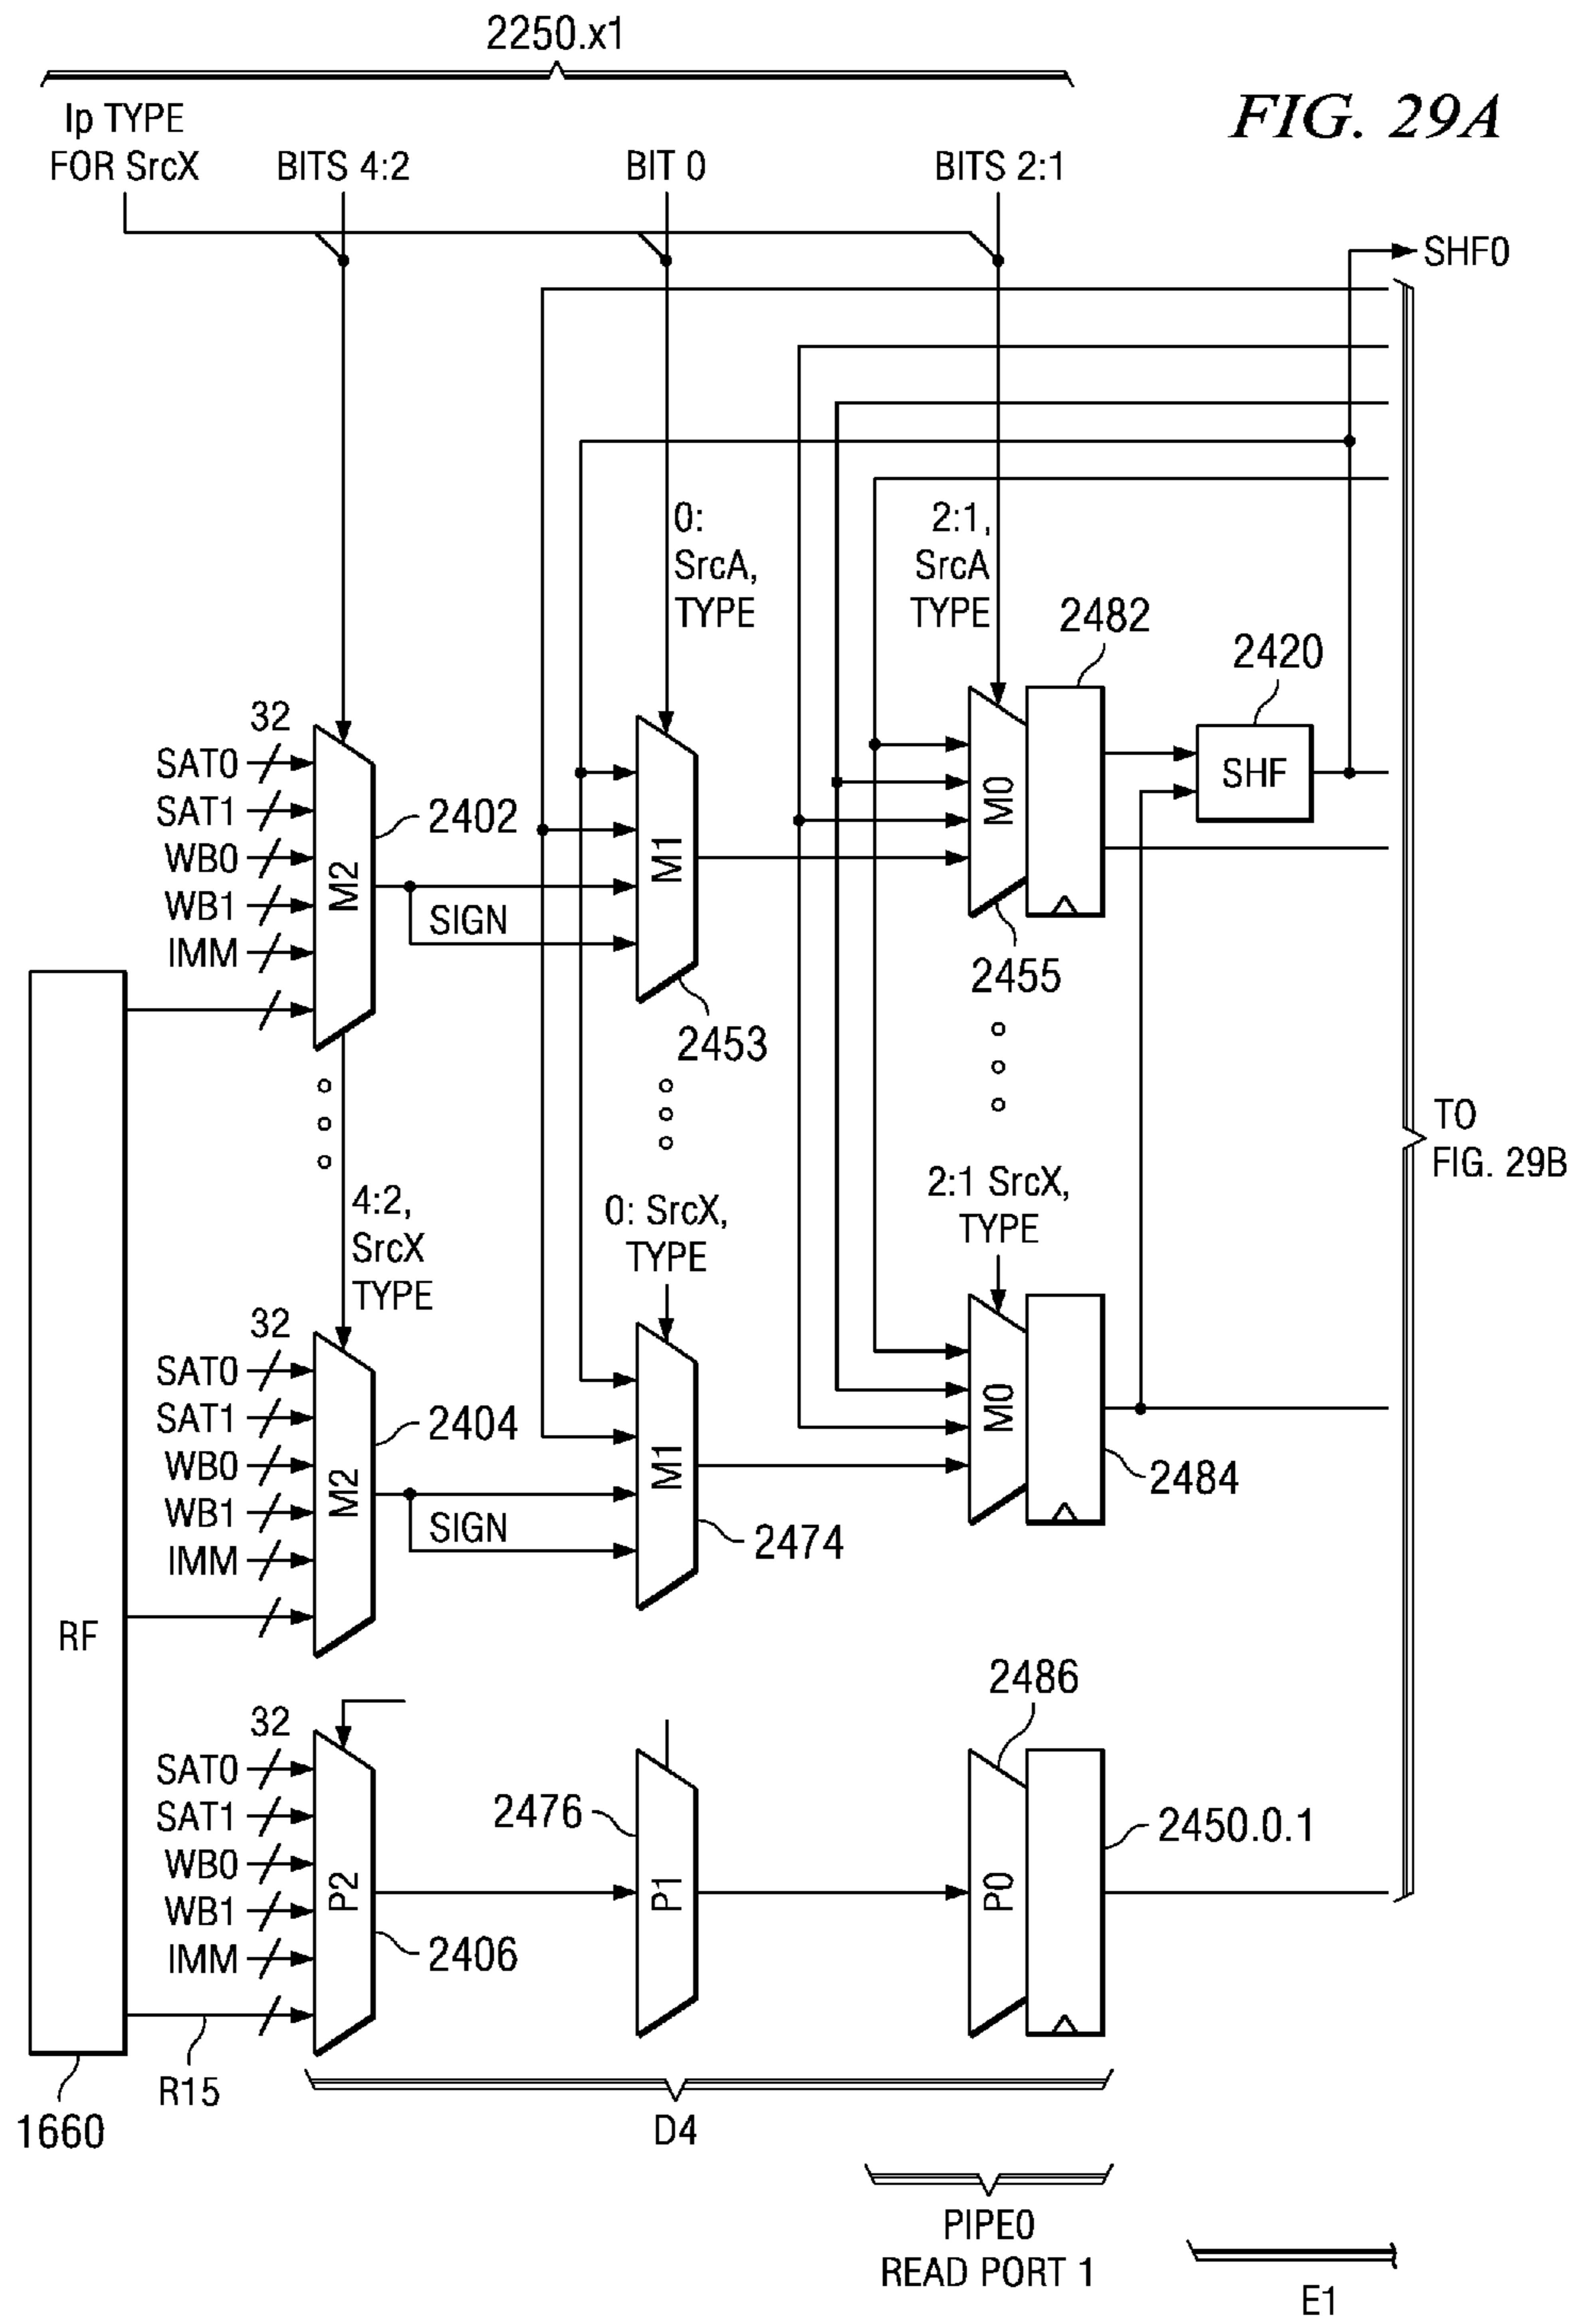 2250.x1
FIG. 29A
Ip TYPE
FOR SrcX
BITS 4:2
BIT 0
BITS 2:1
SHF0
0:
SrcA,
TYPE
2:1,
SrcA
TYPE
2482
2420
32
SAT0
SAT1
WB0
WB1
IMM
M2
2402
SIGN
M1
2453
M0
2455
SHF
TO
FIG. 29B
4:2,
SrcX
TYPE
0: SrcX,
TYPE
2:1 SrcX,
TYPE
32
SAT0
SAT1
WB0
WB1
IMM
M2
2404
SIGN
M1
2474
M0
2484
RF
32
SAT0
SAT1
WB0
WB1
IMM
P2
2406
2476
P1
2486
P0
2450.0.1
R15
1660
D4
PIPE0
READ PORT 1
E1